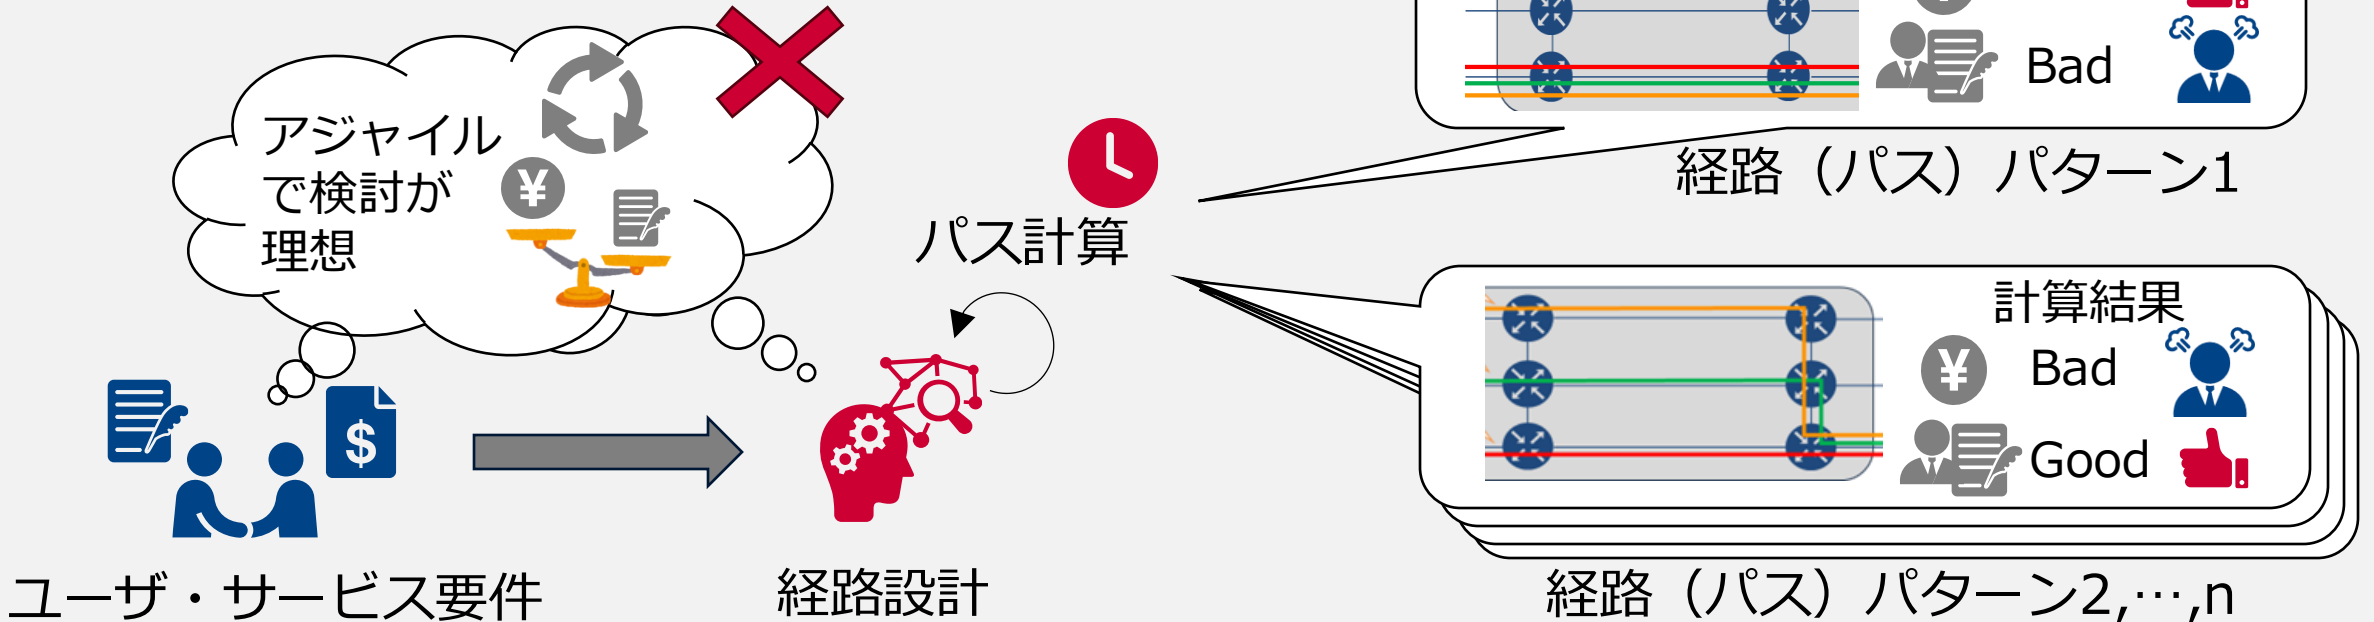 アジャイル
で検討が
理想
¥
$
ユーザ・サービス要件
経路設計
パス計算
Bad
経路（パス）パターン1
計算結果
¥
Bad
Good
経路（パス）パターン2,…,n